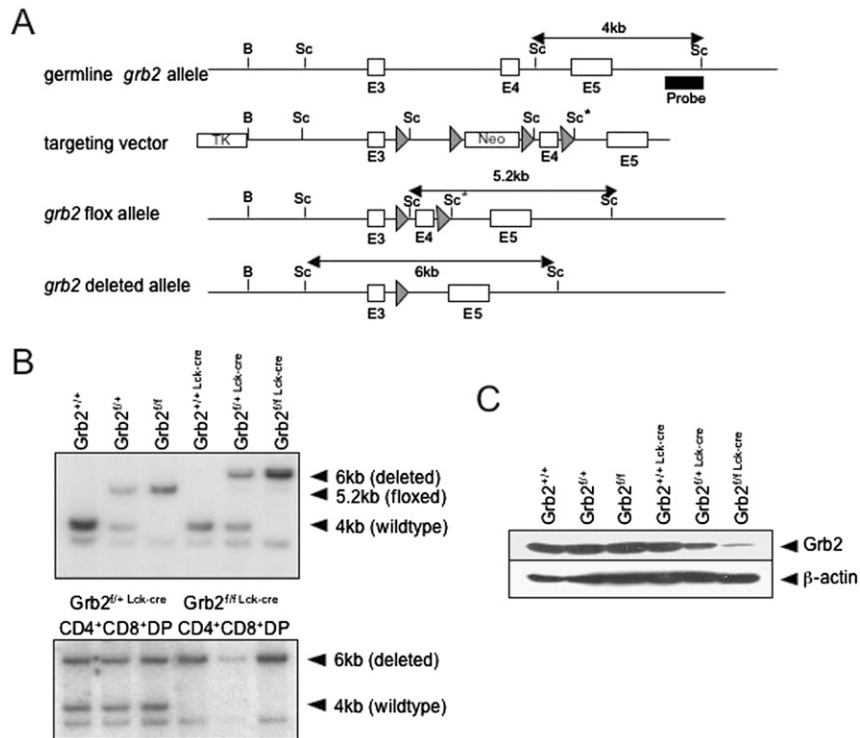 A
4kb
B Sc Sc Sc
germline grb2 allele
E3 E4 E5
Probe
B Sc Sc Sc Sc*
targeting vector
TK Neo
E3 E4 E5
5.2kb
B Sc Sc Sc* Sc
grb2 flox allele
E3 E4 E5
B Sc 6kb Sc
grb2 deleted allele
E3 E5
B
Grb2+/+ Grb2f/+ Grb2f/f Grb2+/+ Lck-cre Grb2f/+ Lck-cre Grb2f/f Lck-cre
6kb (deleted)
5.2kb (floxed)
4kb (wildtype)
Grb2f/+ Lck-cre Grb2f/f Lck-cre
CD4+CD8+DP CD4+CD8+DP
6kb (deleted)
4kb (wildtype)
C
Grb2+/+ Grb2f/+ Grb2f/f Grb2+/+ Lck-cre Grb2f/+ Lck-cre Grb2f/f Lck-cre
Grb2
β-actin